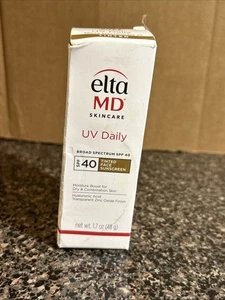 elta
MD®
SKINCARE
UV Daily
BROAD-SPECTRUM SPF 40
SPF 40
TINTED
FACE
SUNSCREEN
Moisture Boost for
Dry & Combination Skin
Hyaluronic Acid
Transparent Zinc Oxide Finish
Net wt. 1.7 oz (48 g)